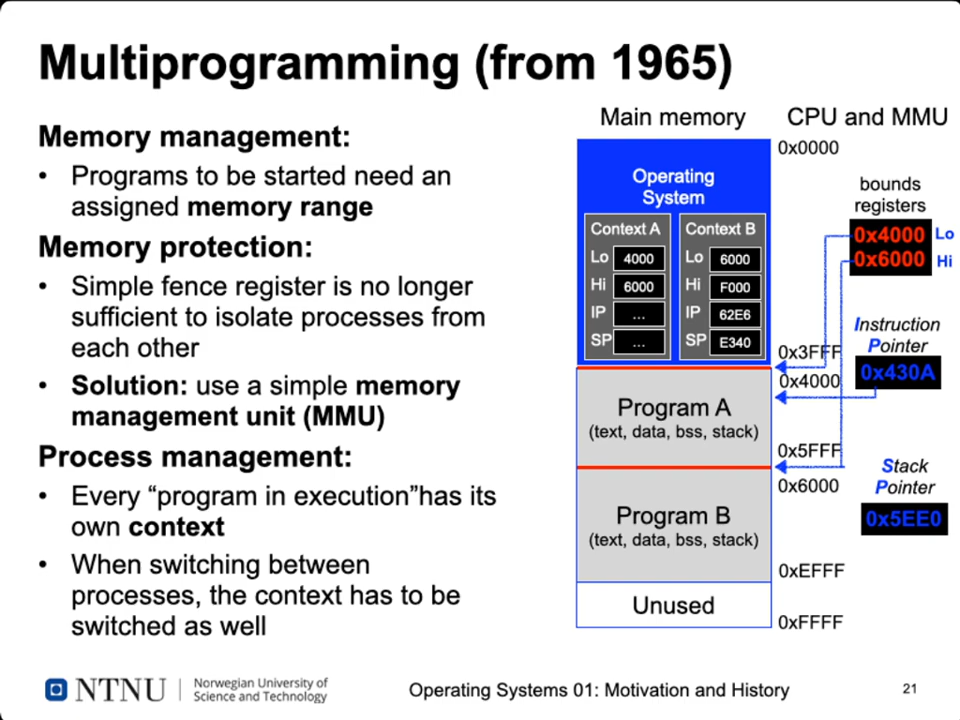 Multiprogramming (from 1965)
Memory management:
• Programs to be started need an
assigned memory range
Memory protection:
• Simple fence register is no longer
sufficient to isolate processes from
each other
• Solution: use a simple memory
management unit (MMU)
Process management:
• Every “program in execution”has its
own context
• When switching between
processes, the context has to be
switched as well
Main memory
CPU and MMU
0x0000
Operating
System
Context A
Lo 4000
Hi 6000
IP ...
SP ...
Context B
Lo 6000
Hi F000
IP 62E6
SP E340
bounds
registers
0x4000 Lo
0x6000 Hi
Instruction
Pointer
0x430A
0x3FFF
0x4000
Program A
(text, data, bss, stack)
0x5FFF
0x6000
Stack
Pointer
0x5EE0
Program B
(text, data, bss, stack)
0xEFFF
Unused
0xFFFF
NTNU
Norwegian University of
Science and Technology
Operating Systems 01: Motivation and History
21